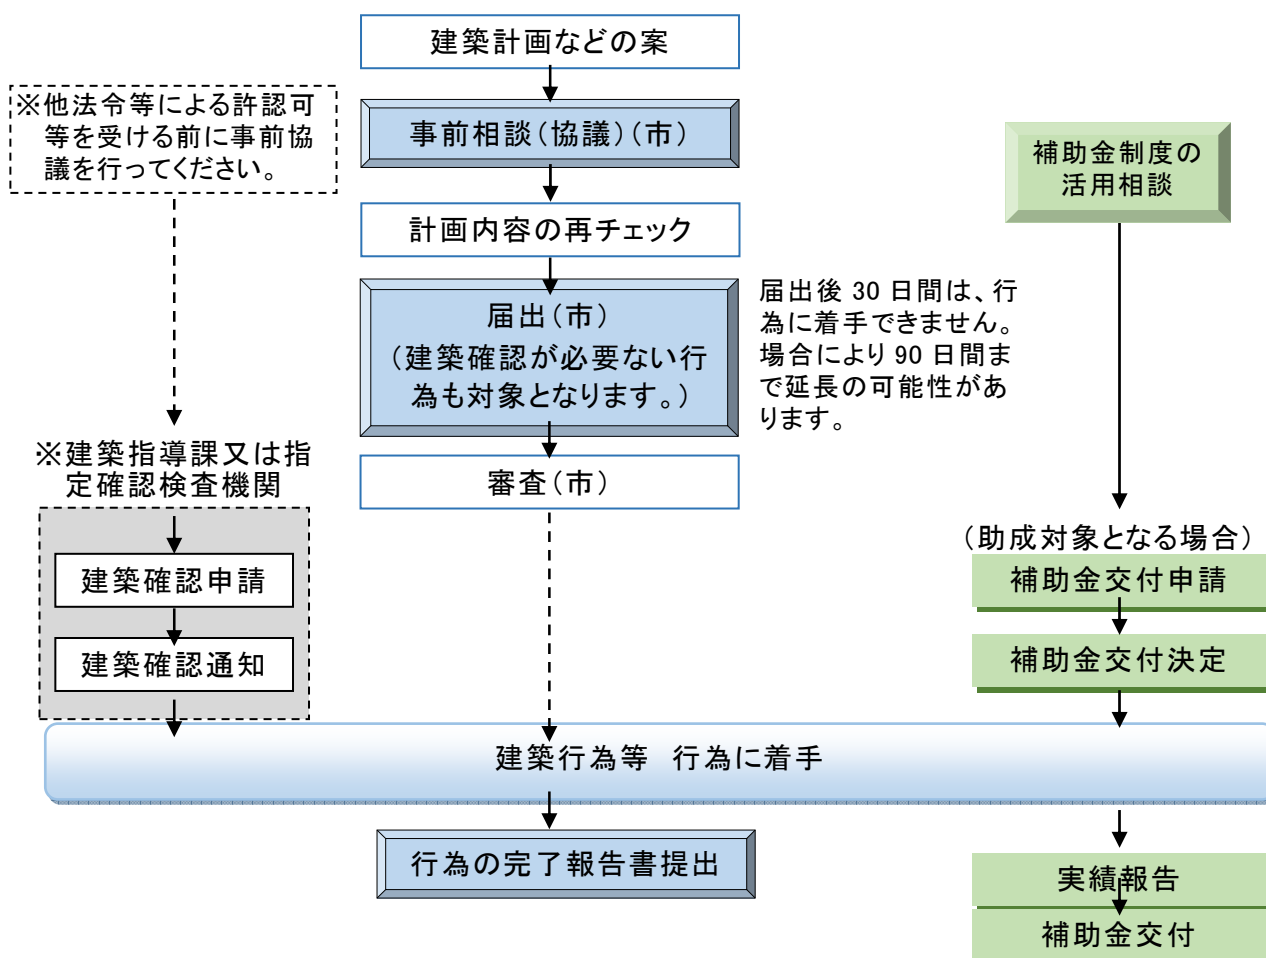 建築計画などの案
※他法令等による許認可
等を受ける前に事前協
議を行ってください。
事前相談(協議)(市)
補助金制度の
活用相談
計画内容の再チェック
届出(市)
(建築確認が必要ない行
為も対象となります。)
届出後 30 日間は、行
為に着手できません。
場合により 90 日間ま
で延長の可能性があ
ります。
※建築指導課又は指
定確認検査機関
審査(市)
建築確認申請
建築確認通知
(助成対象となる場合)
補助金交付申請
補助金交付決定
建築行為等 行為に着手
行為の完了報告書提出
実績報告
補助金交付